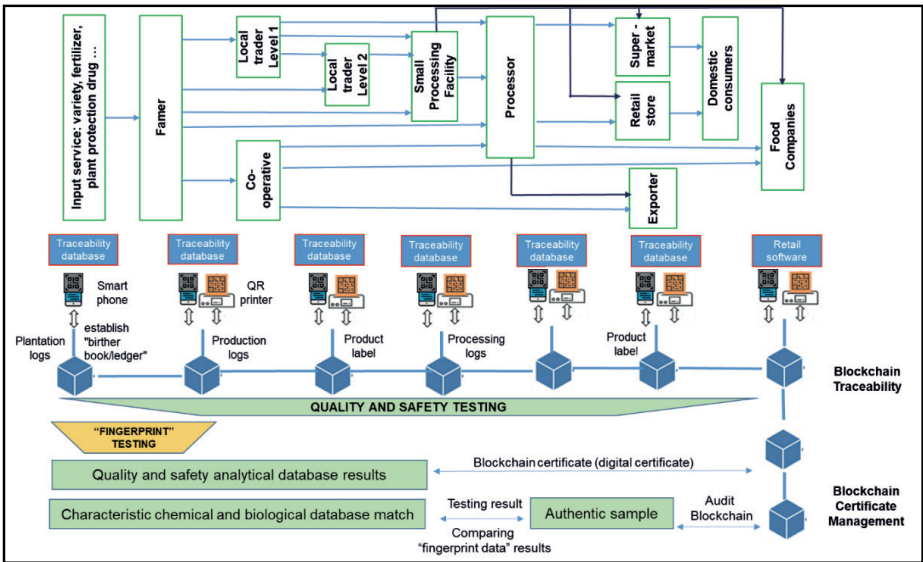 Input service: variety, fertilizer,
plant protection drug ...
Famer
Local
trader
Level 1
Local
trader
Level 2
Co-
operative
Small
Processing
Facility
Processor
Super -
market
Retail
store
Exporter
Domestic
consumers
Food
Companies
Traceability
database
Traceability
database
Traceability
database
Traceability
database
Traceability
database
Traceability
database
Retail
software
Smart
phone
QR
printer
Plantation
logs
establish
"birther
book/ledger"
Production
logs
Product
label
Processing
logs
Product
label
Blockchain
Traceability
QUALITY AND SAFETY TESTING
“FINGERPRINT”
TESTING
Quality and safety analytical database results
Blockchain certificate (digital certificate)
Characteristic chemical and biological database match
Testing result
Comparing
“fingerprint data” results
Authentic sample
Audit
Blockchain
Blockchain
Certificate
Management